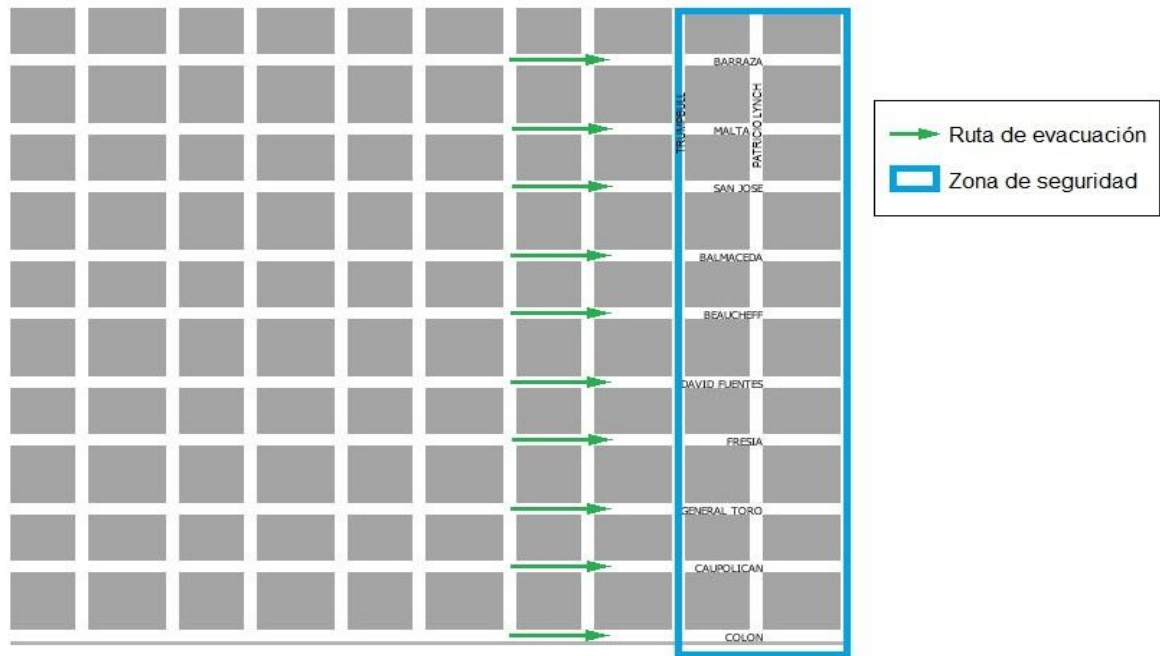 BARRAZA
TRUMPBULL
PATRICIO LYNCH
MALTA
SAN JOSE
BALMACEDA
BEAUCHEFF
DAVID FUENTES
FRESIA
GENERAL TORO
CAUPOLICAN
COLON
Ruta de evacuación
Zona de seguridad